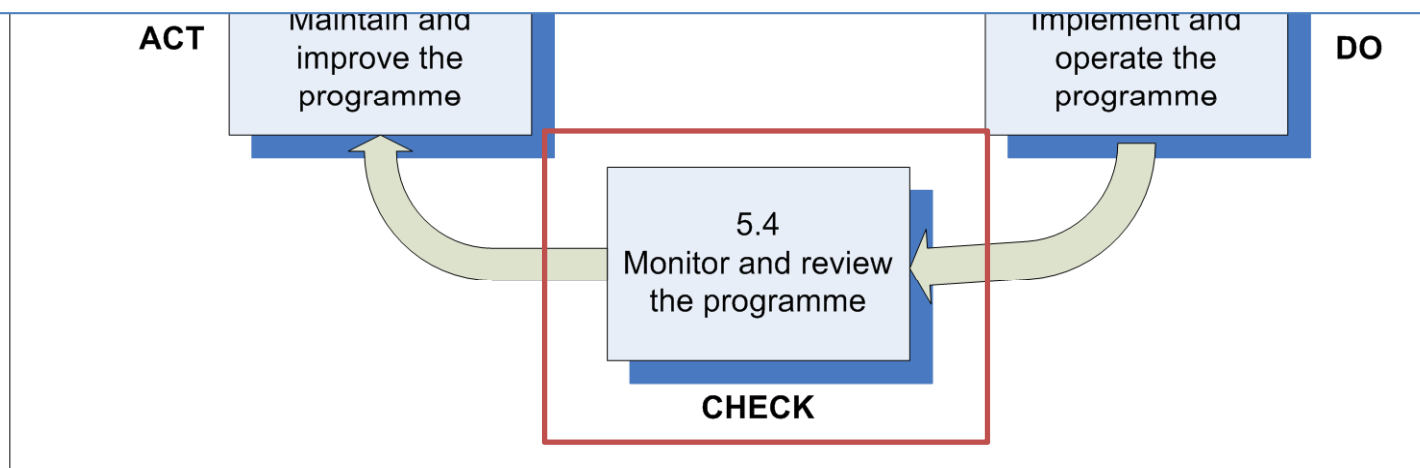 ACT
Maintain and
improve the
programme
Implement and
operate the
programme
DO
5.4
Monitor and review
the programme
CHECK